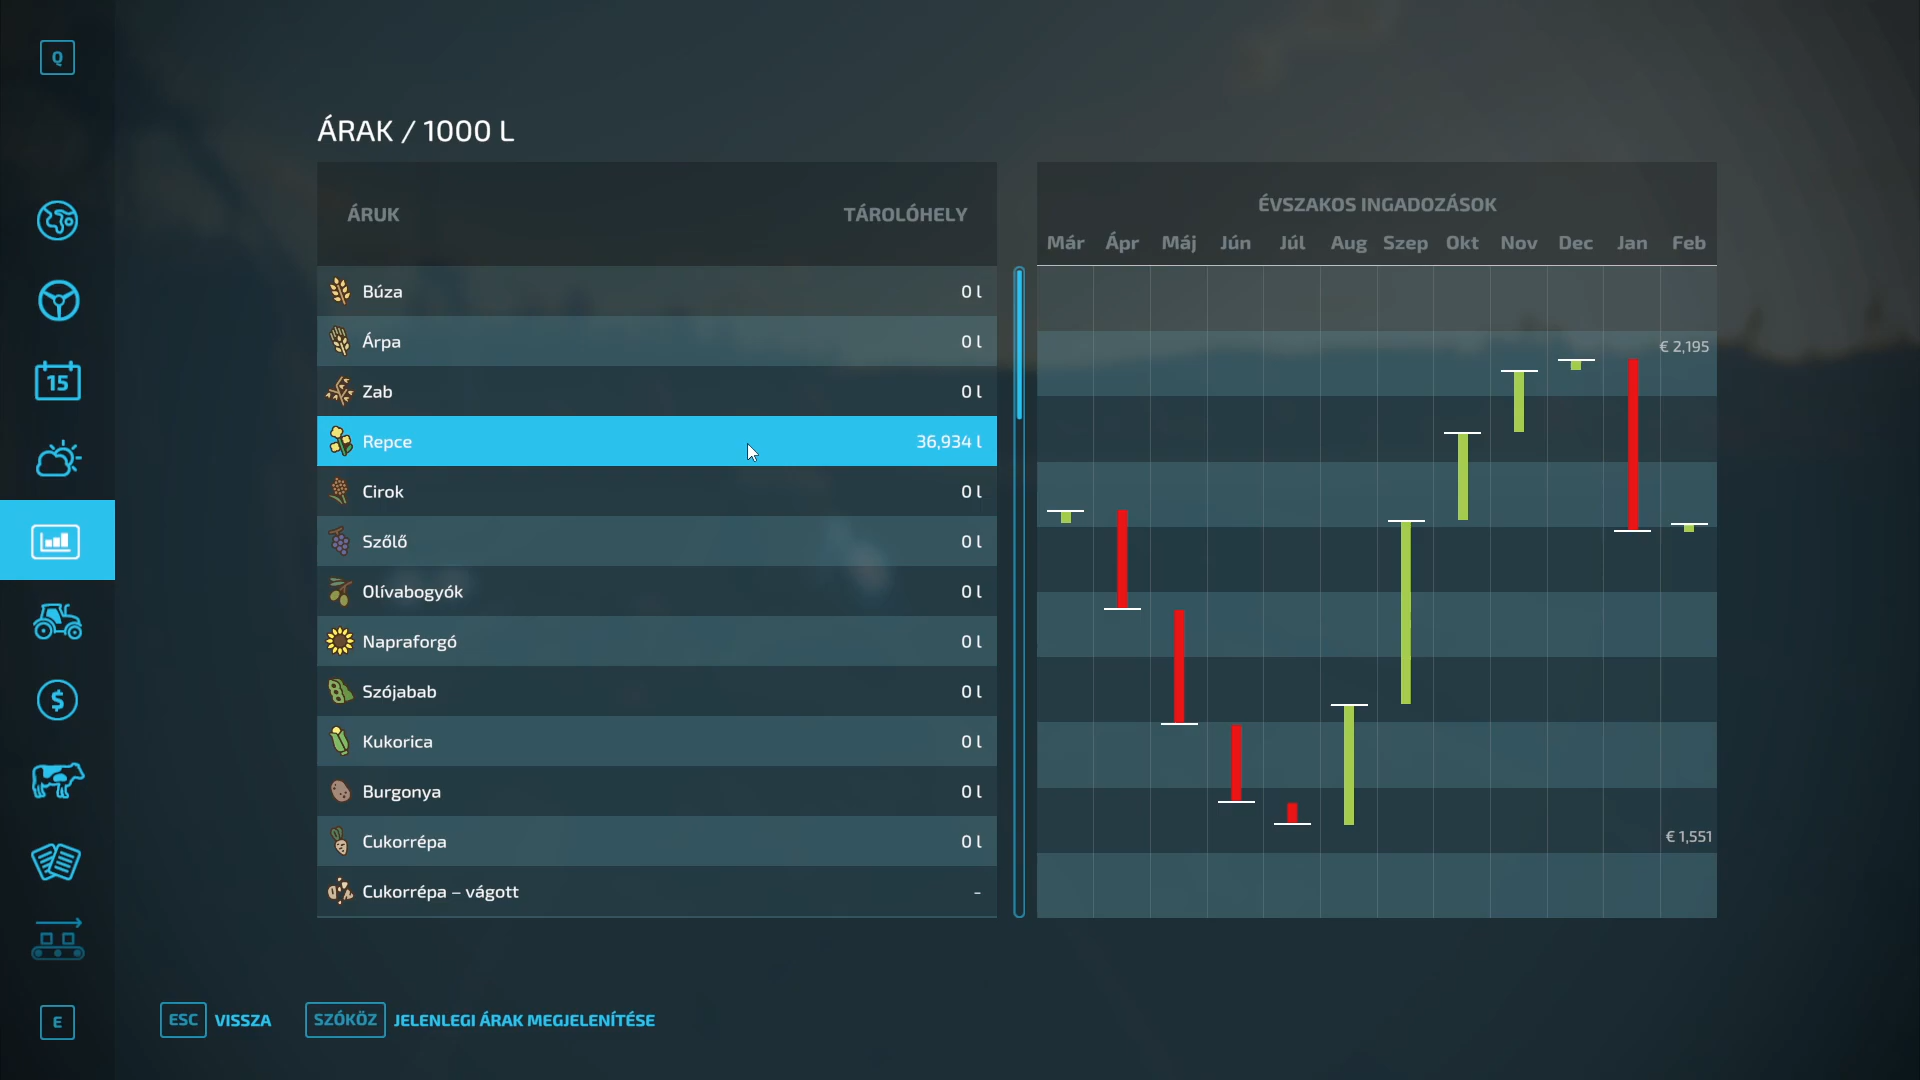 Q
ÁRAK / 1000 L
ÁRUK TÁROLÓHELY
ÉVSZAKOS INGADOZÁSOK
Már Ápr Máj Jún Júl Aug Szep Okt Nov Dec Jan Feb
Búza 0 l
Árpa 0 l
Zab 0 l
Repce 36,934 l
Cirok 0 l
Szőlő 0 l
Olívabogyók 0 l
Napraforgó 0 l
Szójabab 0 l
Kukorica 0 l
Burgonya 0 l
Cukorrépa 0 l
Cukorrépa – vágott -
€ 2,195
€ 1,551
15
$
E
ESC VISSZA SZÓKÖZ JELENLEGI ÁRAK MEGJELENÍTÉSE